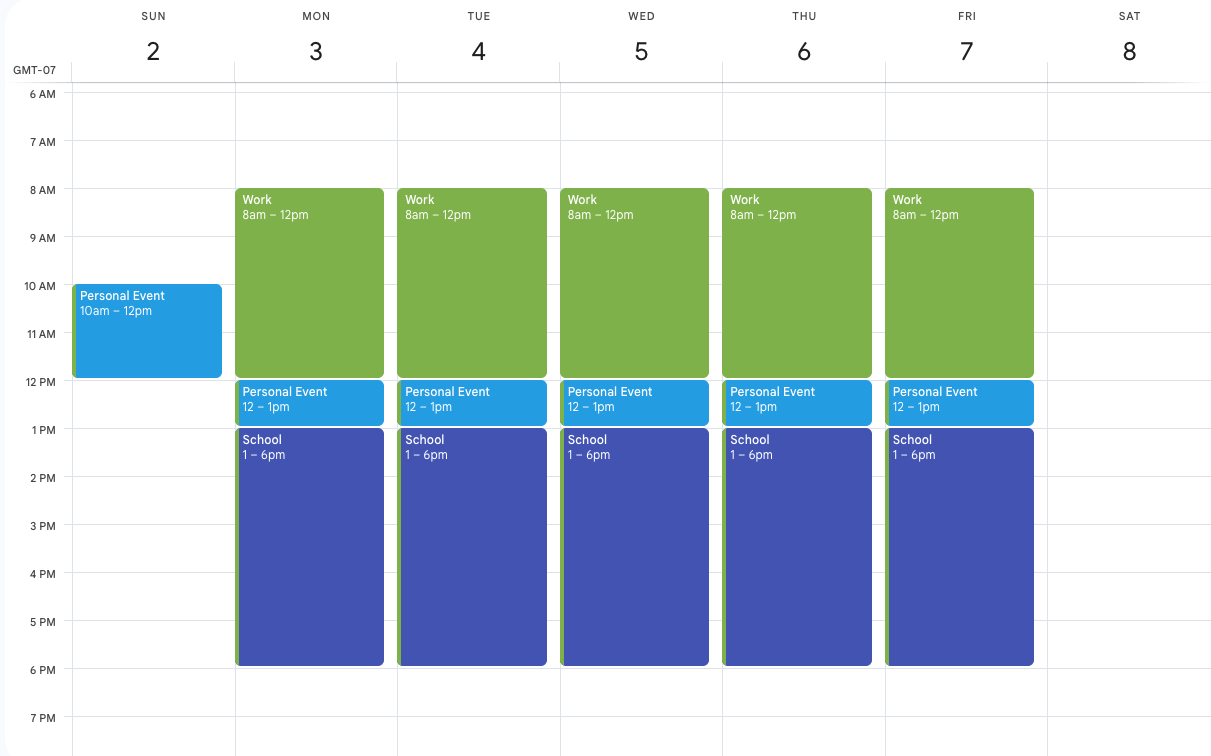 SUN MON TUE WED THU FRI SAT
2 3 4 5 6 7 8
GMT-07
6 AM
7 AM
8 AM
Work Work Work Work Work
8am – 12pm 8am – 12pm 8am – 12pm 8am – 12pm 8am – 12pm
9 AM
10 AM
Personal Event
10am – 12pm
11 AM
12 PM
Personal Event Personal Event Personal Event Personal Event Personal Event
12 – 1pm 12 – 1pm 12 – 1pm 12 – 1pm 12 – 1pm
1 PM
School School School School School
1 – 6pm 1 – 6pm 1 – 6pm 1 – 6pm 1 – 6pm
2 PM
3 PM
4 PM
5 PM
6 PM
7 PM